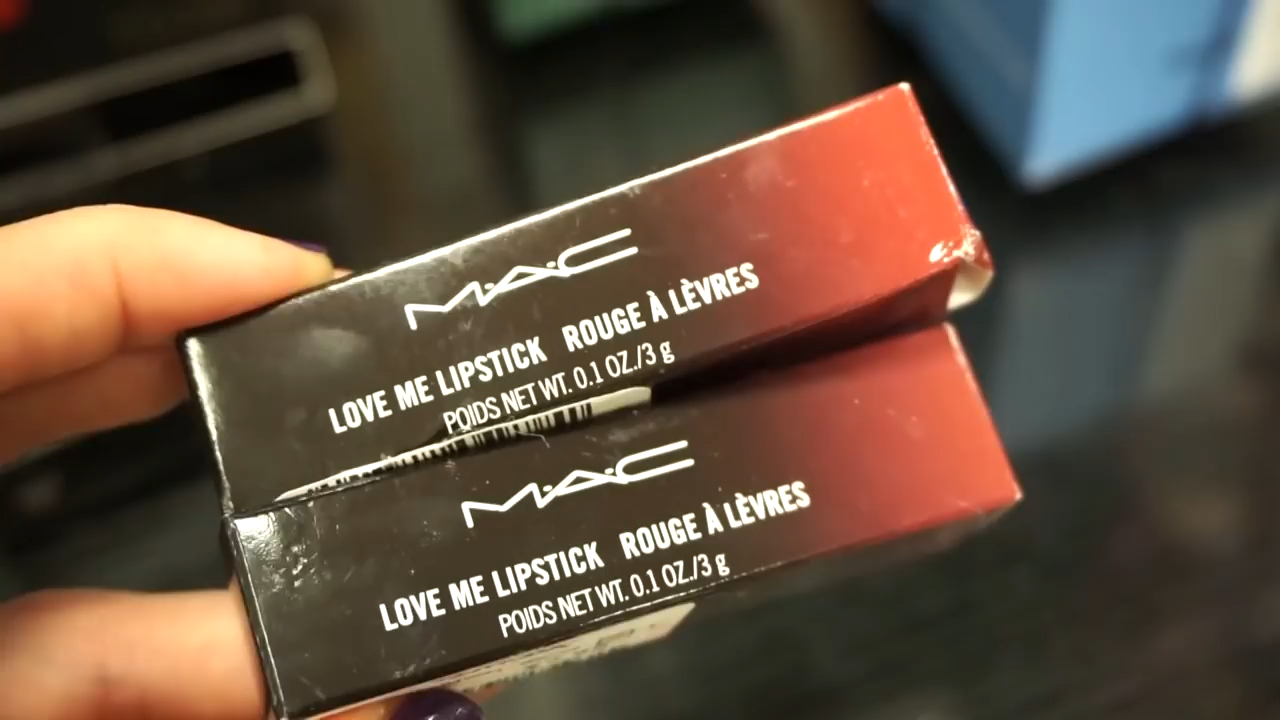 M·A·C
LOVE ME LIPSTICK ROUGE À LÈVRES
POIDS NET WT. 0.1 OZ./3 g
M·A·C
LOVE ME LIPSTICK ROUGE À LÈVRES
POIDS NET WT. 0.1 OZ./3 g